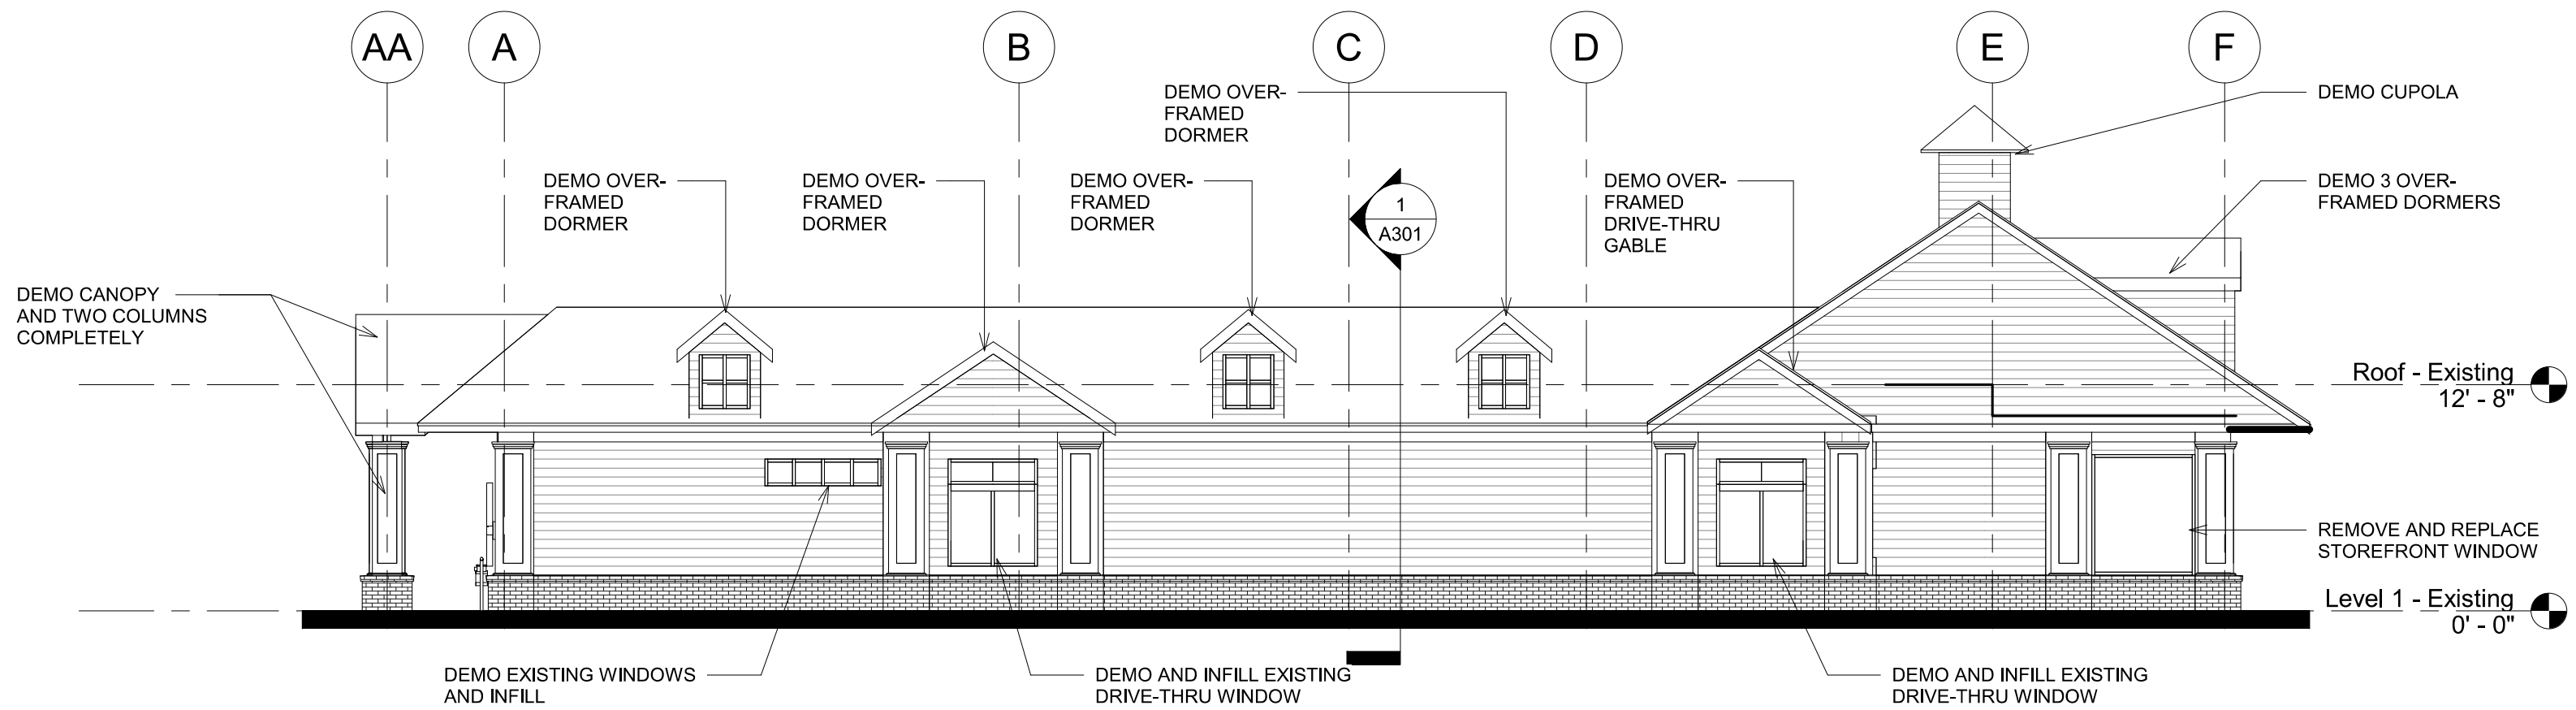 AA
A
B
C
D
E
F
DEMO OVER-
FRAMED
DORMER
DEMO CUPOLA
DEMO OVER-
FRAMED
DORMER
DEMO OVER-
FRAMED
DORMER
DEMO OVER-
FRAMED
DORMER
1
A301
DEMO OVER-
FRAMED
DRIVE-THRU
GABLE
DEMO 3 OVER-
FRAMED DORMERS
DEMO CANOPY
AND TWO COLUMNS
COMPLETELY
Roof - Existing
12' - 8"
REMOVE AND REPLACE
STOREFRONT WINDOW
Level 1 - Existing
0' - 0"
DEMO EXISTING WINDOWS
AND INFILL
DEMO AND INFILL EXISTING
DRIVE-THRU WINDOW
DEMO AND INFILL EXISTING
DRIVE-THRU WINDOW